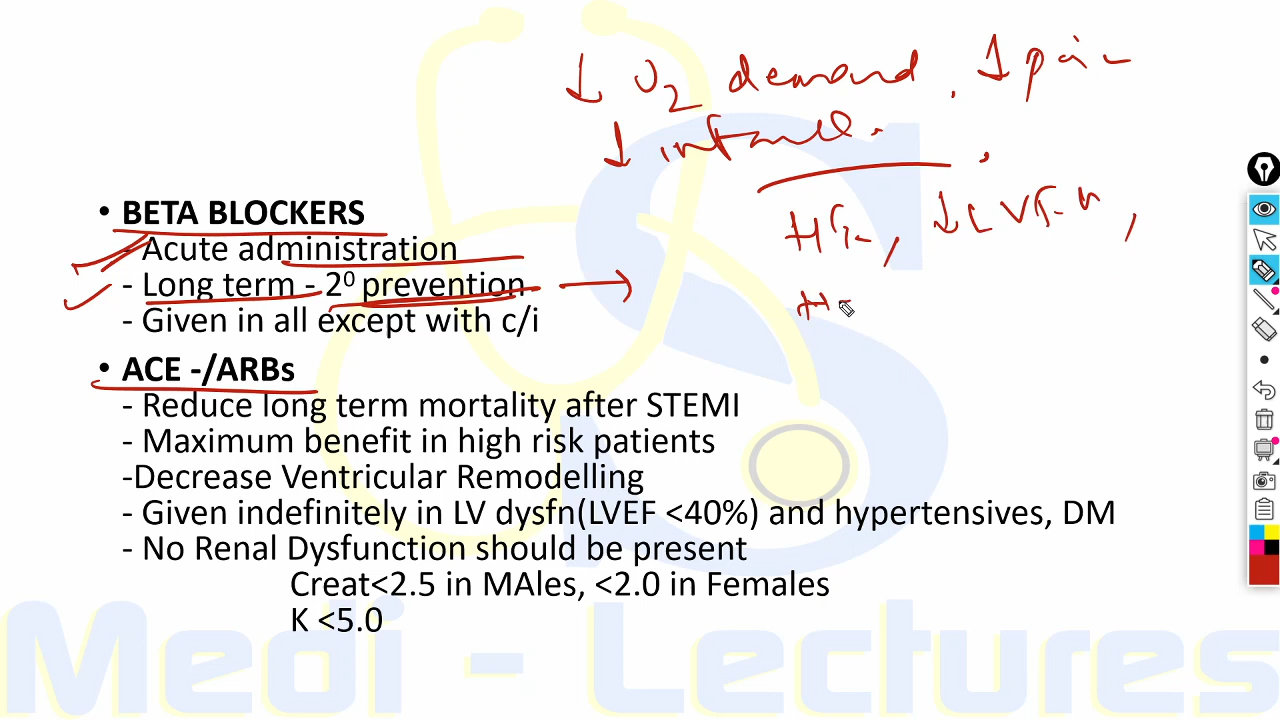 ↓ O2 demand, ↓ pain
↓ infarct.
HTn, ↓ LVFn,
• BETA BLOCKERS
- Acute administration
- Long term - 2⁰ prevention →
- Given in all except with c/i
• ACE -/ARBs
- Reduce long term mortality after STEMI
- Maximum benefit in high risk patients
-Decrease Ventricular Remodelling
- Given indefinitely in LV dysfn(LVEF <40%) and hypertensives, DM
- No Renal Dysfunction should be present
Creat<2.5 in MAles, <2.0 in Females
K <5.0
Medi - Lectures